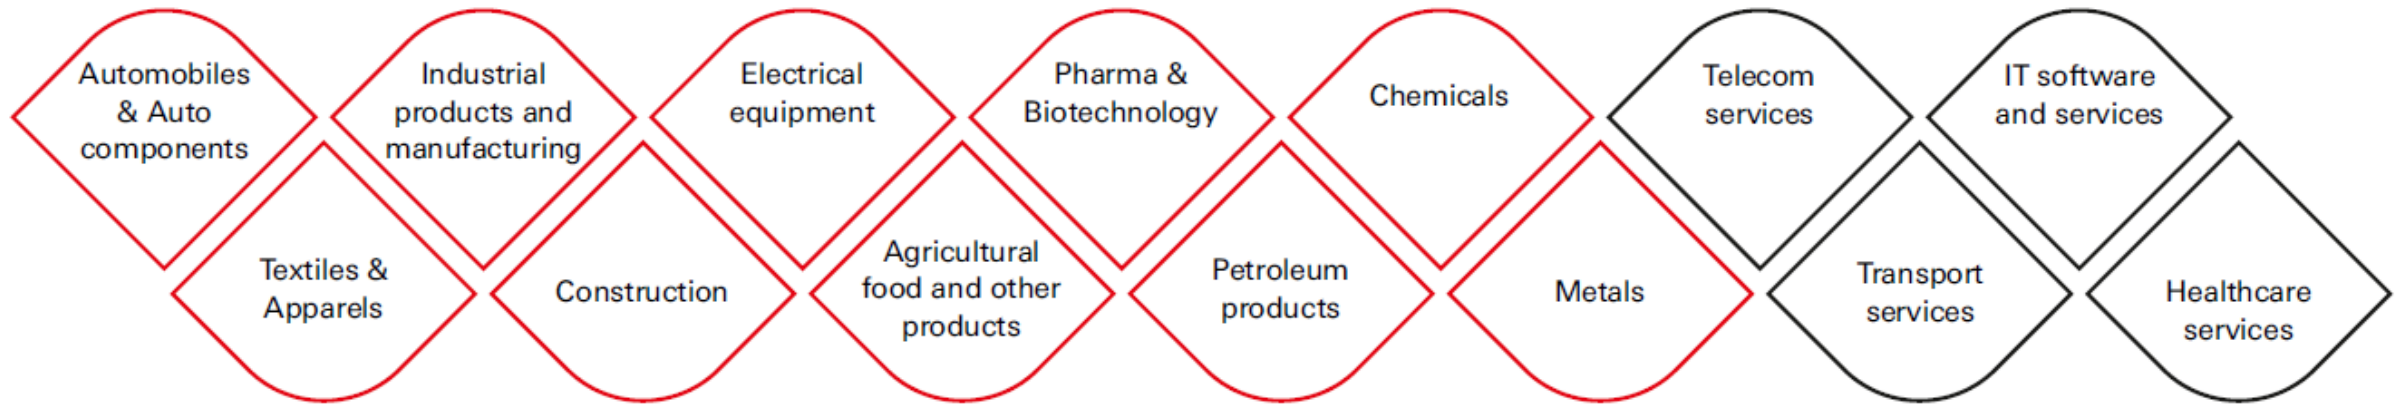 Automobiles
& Auto
components
Textiles &
Apparels
Industrial
products and
manufacturing
Construction
Electrical
equipment
Agricultural
food and other
products
Pharma &
Biotechnology
Petroleum
products
Chemicals
Metals
Telecom
services
Transport
services
IT software
and services
Healthcare
services